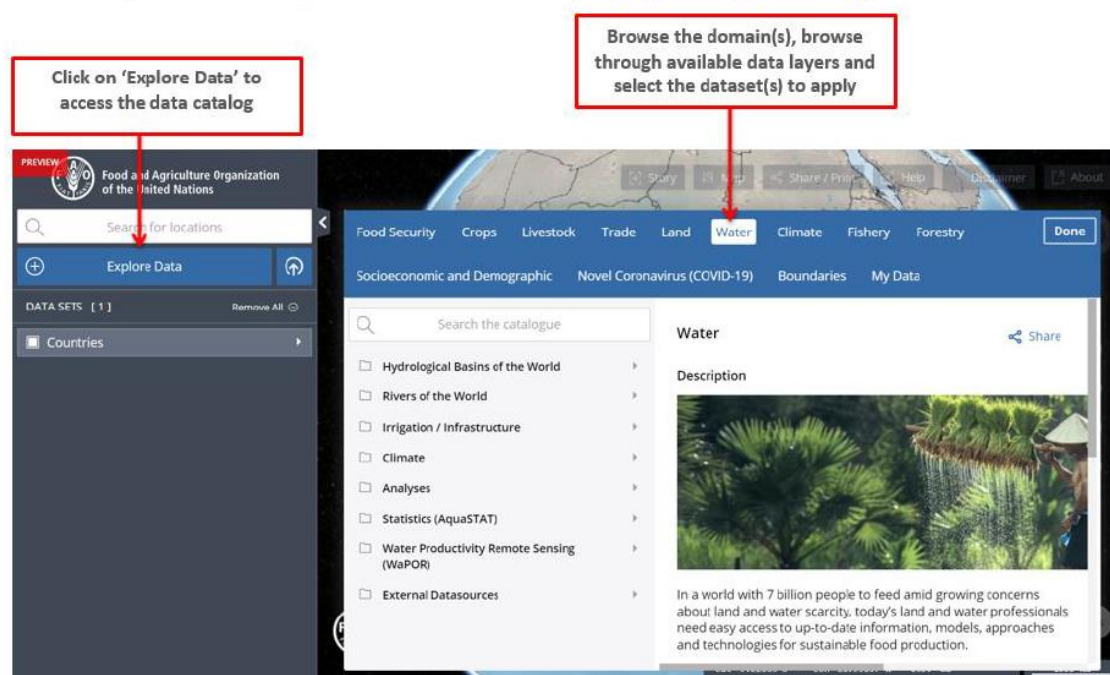 Click on ‘Explore Data’ to
access the data catalog
Browse the domain(s), browse
through available data layers and
select the dataset(s) to apply
PREVIEW
F A O
FIAT PANIS
Food and Agriculture Organization
of the United Nations
Story
Map
Share / Print
Help
Disclaimer
About
Search for locations
Explore Data
DATA SETS [ 1 ]
Remove All
Countries
Food Security
Crops
Livestock
Trade
Land
Water
Climate
Fishery
Forestry
Done
Socioeconomic and Demographic
Novel Coronavirus (COVID-19)
Boundaries
My Data
Search the catalogue
Hydrological Basins of the World
Rivers of the World
Irrigation / Infrastructure
Climate
Analyses
Statistics (AquaSTAT)
Water Productivity Remote Sensing
(WaPOR)
External Datasources
Water
Share
Description
In a world with 7 billion people to feed amid growing concerns
about land and water scarcity, today's land and water professionals
need easy access to up-to-date information, models, approaches
and technologies for sustainable food production.